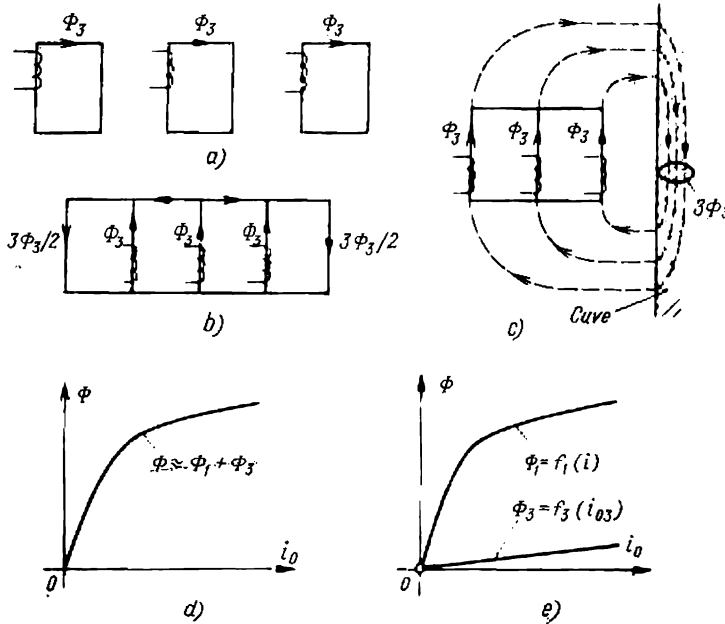 Φ₃ Φ₃ Φ₃
a)
3Φ₃/2 Φ₃ Φ₃ Φ₃ 3Φ₃/2
b)
Φ₃ Φ₃ Φ₃
3Φ₃
Cuve
c)
Φ
Φ≈Φ₁+Φ₃
0 i₀
d)
Φ
Φ₁=f₁(i)
Φ₃=f₃(i₀₃)
i₀
0
e)